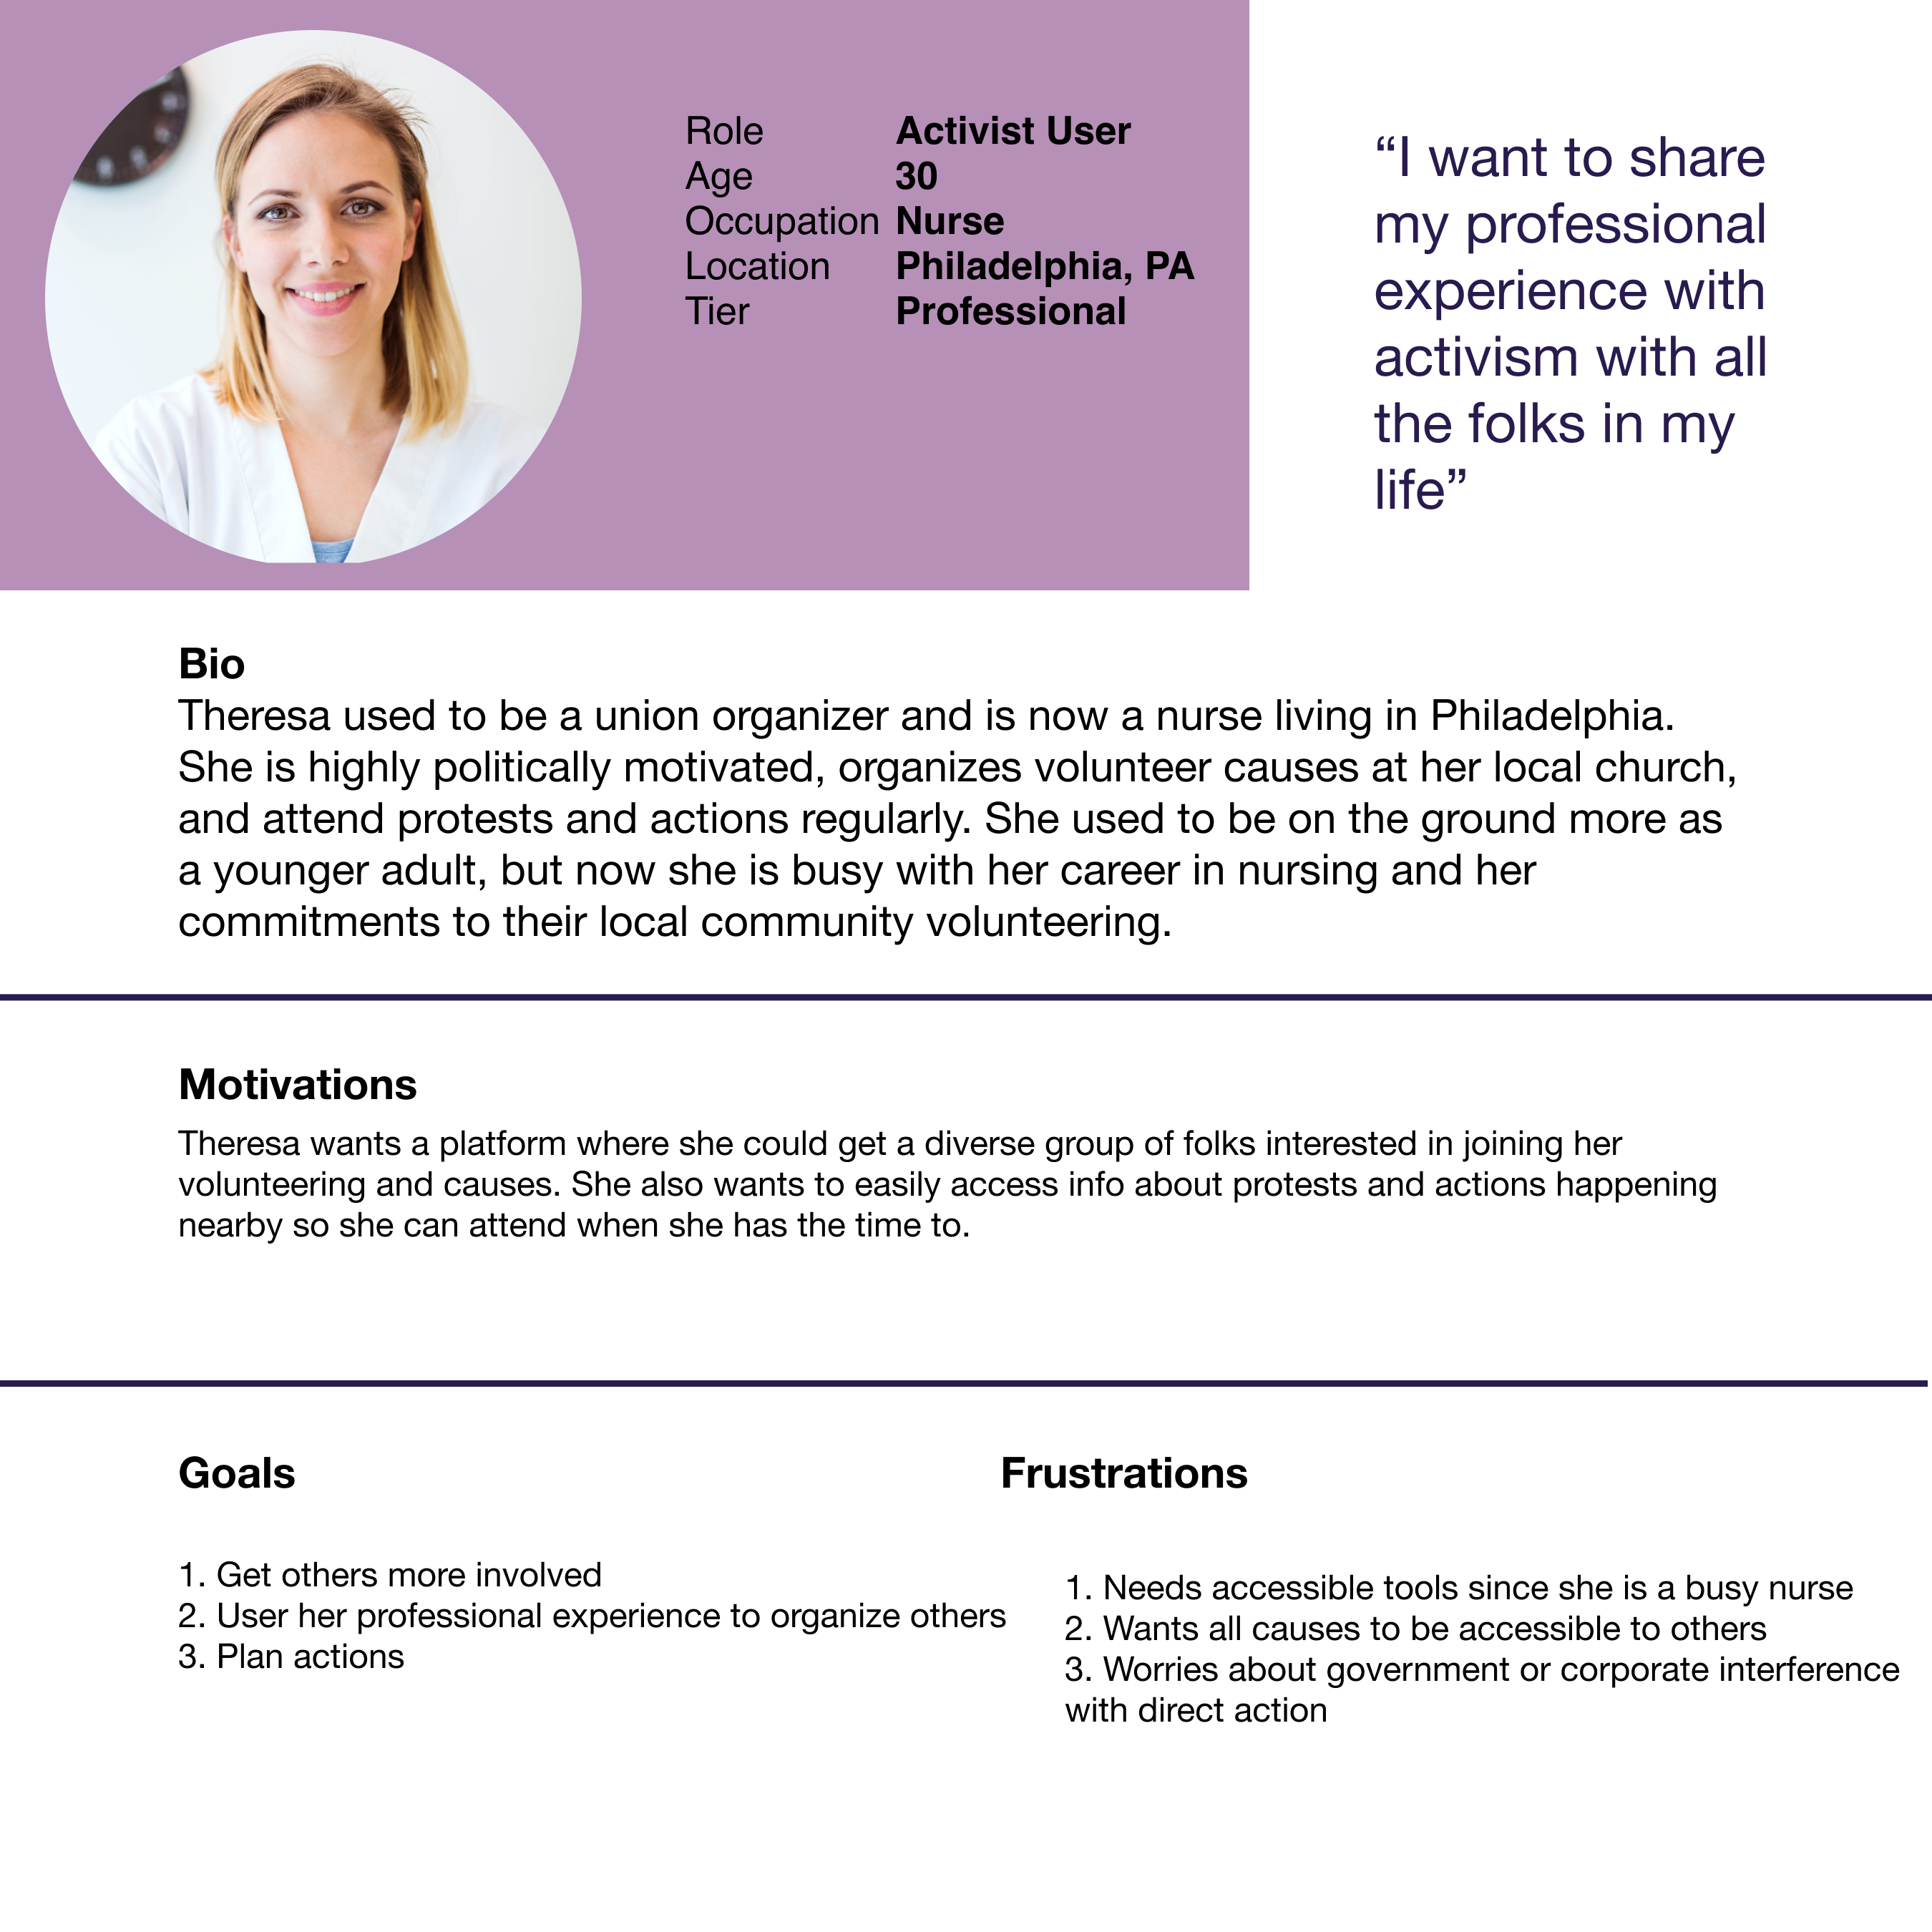 Role Activist User
Age 30
Occupation Nurse
Location Philadelphia, PA
Tier Professional
“I want to share
my professional
experience with
activism with all
the folks in my
life”
Bio
Theresa used to be a union organizer and is now a nurse living in Philadelphia.
She is highly politically motivated, organizes volunteer causes at her local church,
and attend protests and actions regularly. She used to be on the ground more as
a younger adult, but now she is busy with her career in nursing and her
commitments to their local community volunteering.
Motivations
Theresa wants a platform where she could get a diverse group of folks interested in joining her
volunteering and causes. She also wants to easily access info about protests and actions happening
nearby so she can attend when she has the time to.
Goals
1. Get others more involved
2. User her professional experience to organize others
3. Plan actions
Frustrations
1. Needs accessible tools since she is a busy nurse
2. Wants all causes to be accessible to others
3. Worries about government or corporate interference
with direct action